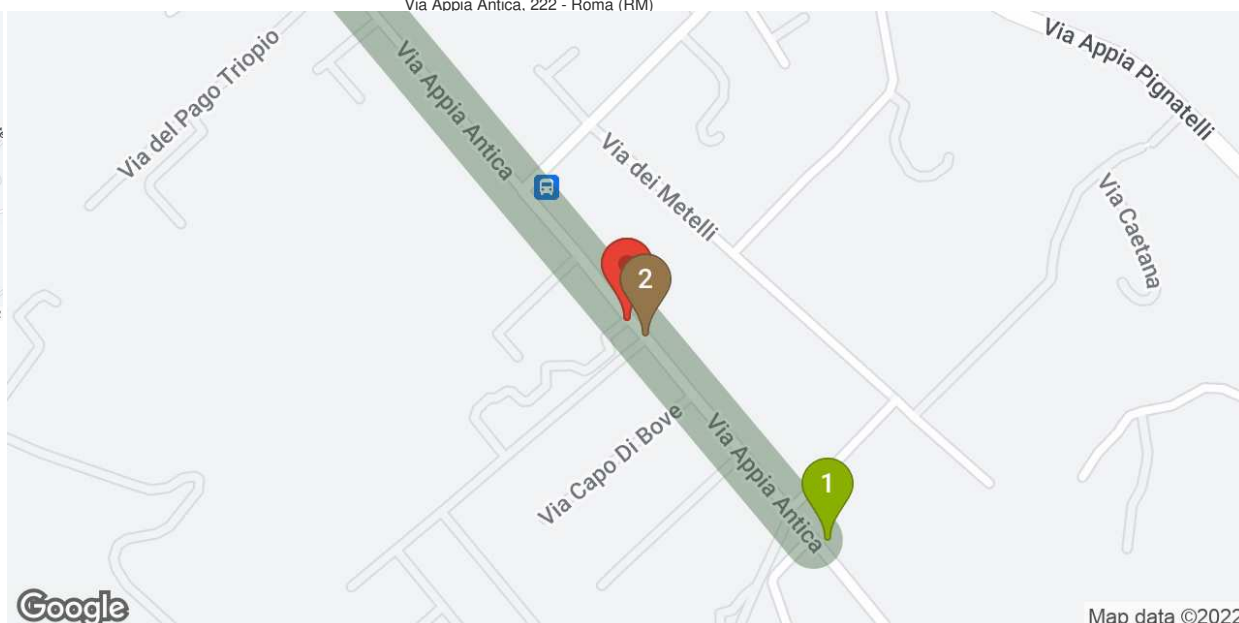 Via Appia Antica, 222 - Roma (RM)
Via Appia Pignatelli
Via del Pago Triopio
Via Appia Antica
Via dei Metelli
Via Caetana
2
Via Capo Di Bove
Via Appia Antica
1
Google
Map data ©2022